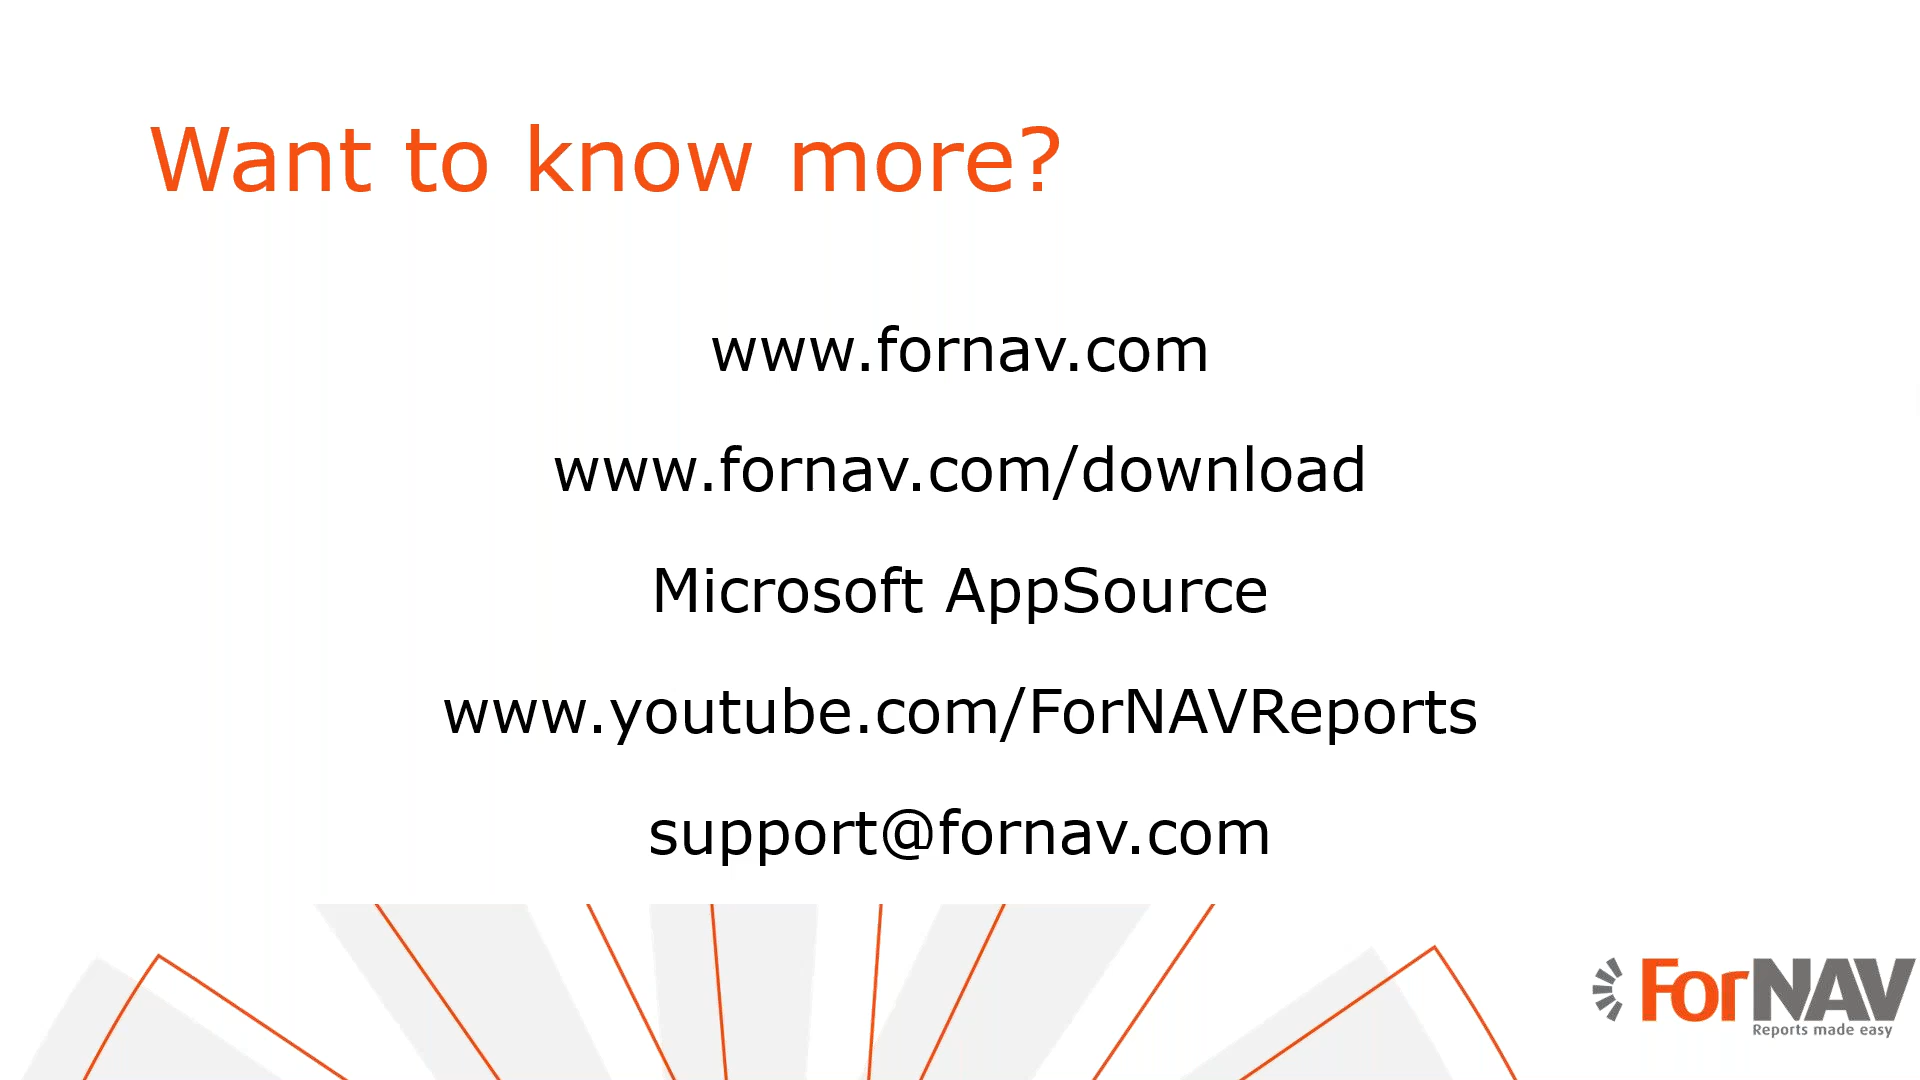 Want to know more?
www.fornav.com
www.fornav.com/download
Microsoft AppSource
www.youtube.com/ForNAVReports
support@fornav.com
ForNAV
Reports made easy